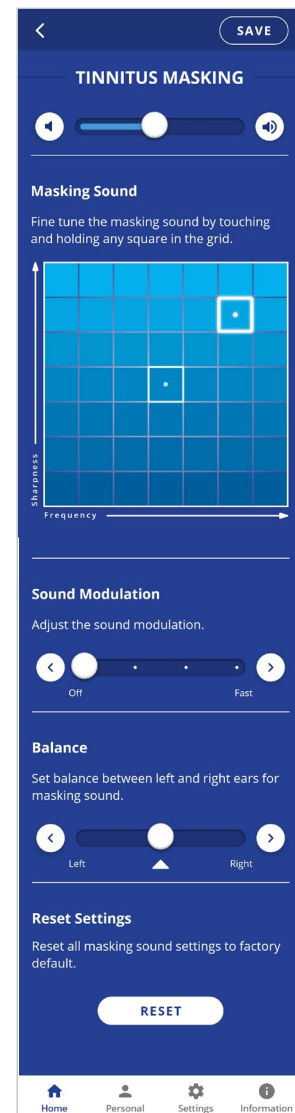 SAVE
TINNITUS MASKING
Masking Sound
Fine tune the masking sound by touching
and holding any square in the grid.
Sharpness
Frequency
Sound Modulation
Adjust the sound modulation.
Off Fast
Balance
Set balance between left and right ears for
masking sound.
Left Right
Reset Settings
Reset all masking sound settings to factory
default.
RESET
Home Personal Settings Information